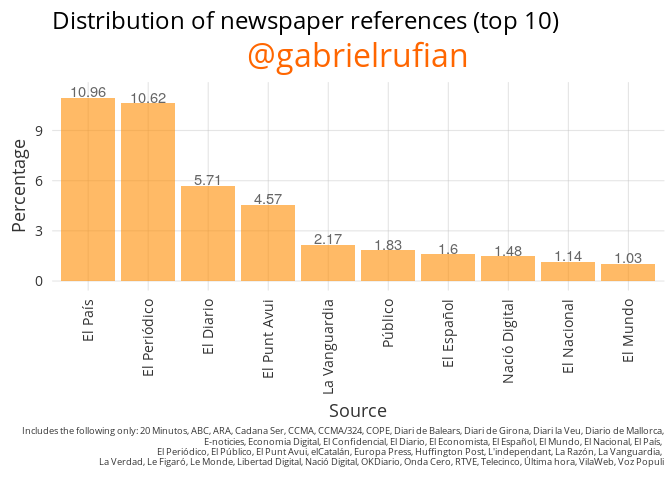 Distribution of newspaper references (top 10)
@gabrielrufian
Percentage
9
6
3
0
10.96
10.62
5.71
4.57
2.17
1.83
1.6
1.48
1.14
1.03
El País
El Periódico
El Diario
El Punt Avui
La Vanguardia
Público
El Español
Nació Digital
El Nacional
El Mundo
Source
Includes the following only: 20 Minutos, ABC, ARA, Cadana Ser, CCMA, CCMA/324, COPE, Diari de Balears, Diari de Girona, Diari la Veu, Diario de Mallorca,
E-noticies, Economia Digital, El Confidencial, El Diario, El Economista, El Español, El Mundo, El Nacional, El País,
El Periódico, El Público, El Punt Avui, elCatalán, Europa Press, Huffington Post, L'independant, La Razón, La Vanguardia,
La Verdad, Le Figaró, Le Monde, Libertad Digital, Nació Digital, OKDiario, Onda Cero, RTVE, Telecinco, Última hora, VilaWeb, Voz Populi